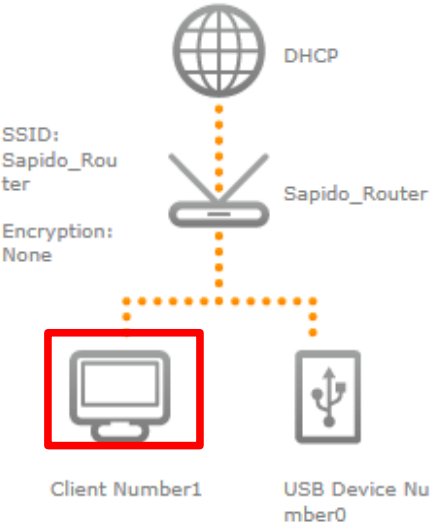 DHCP
SSID:
Sapido_Rou
ter
Sapido_Router
Encryption:
None
Client Number1
USB Device Nu
mber0